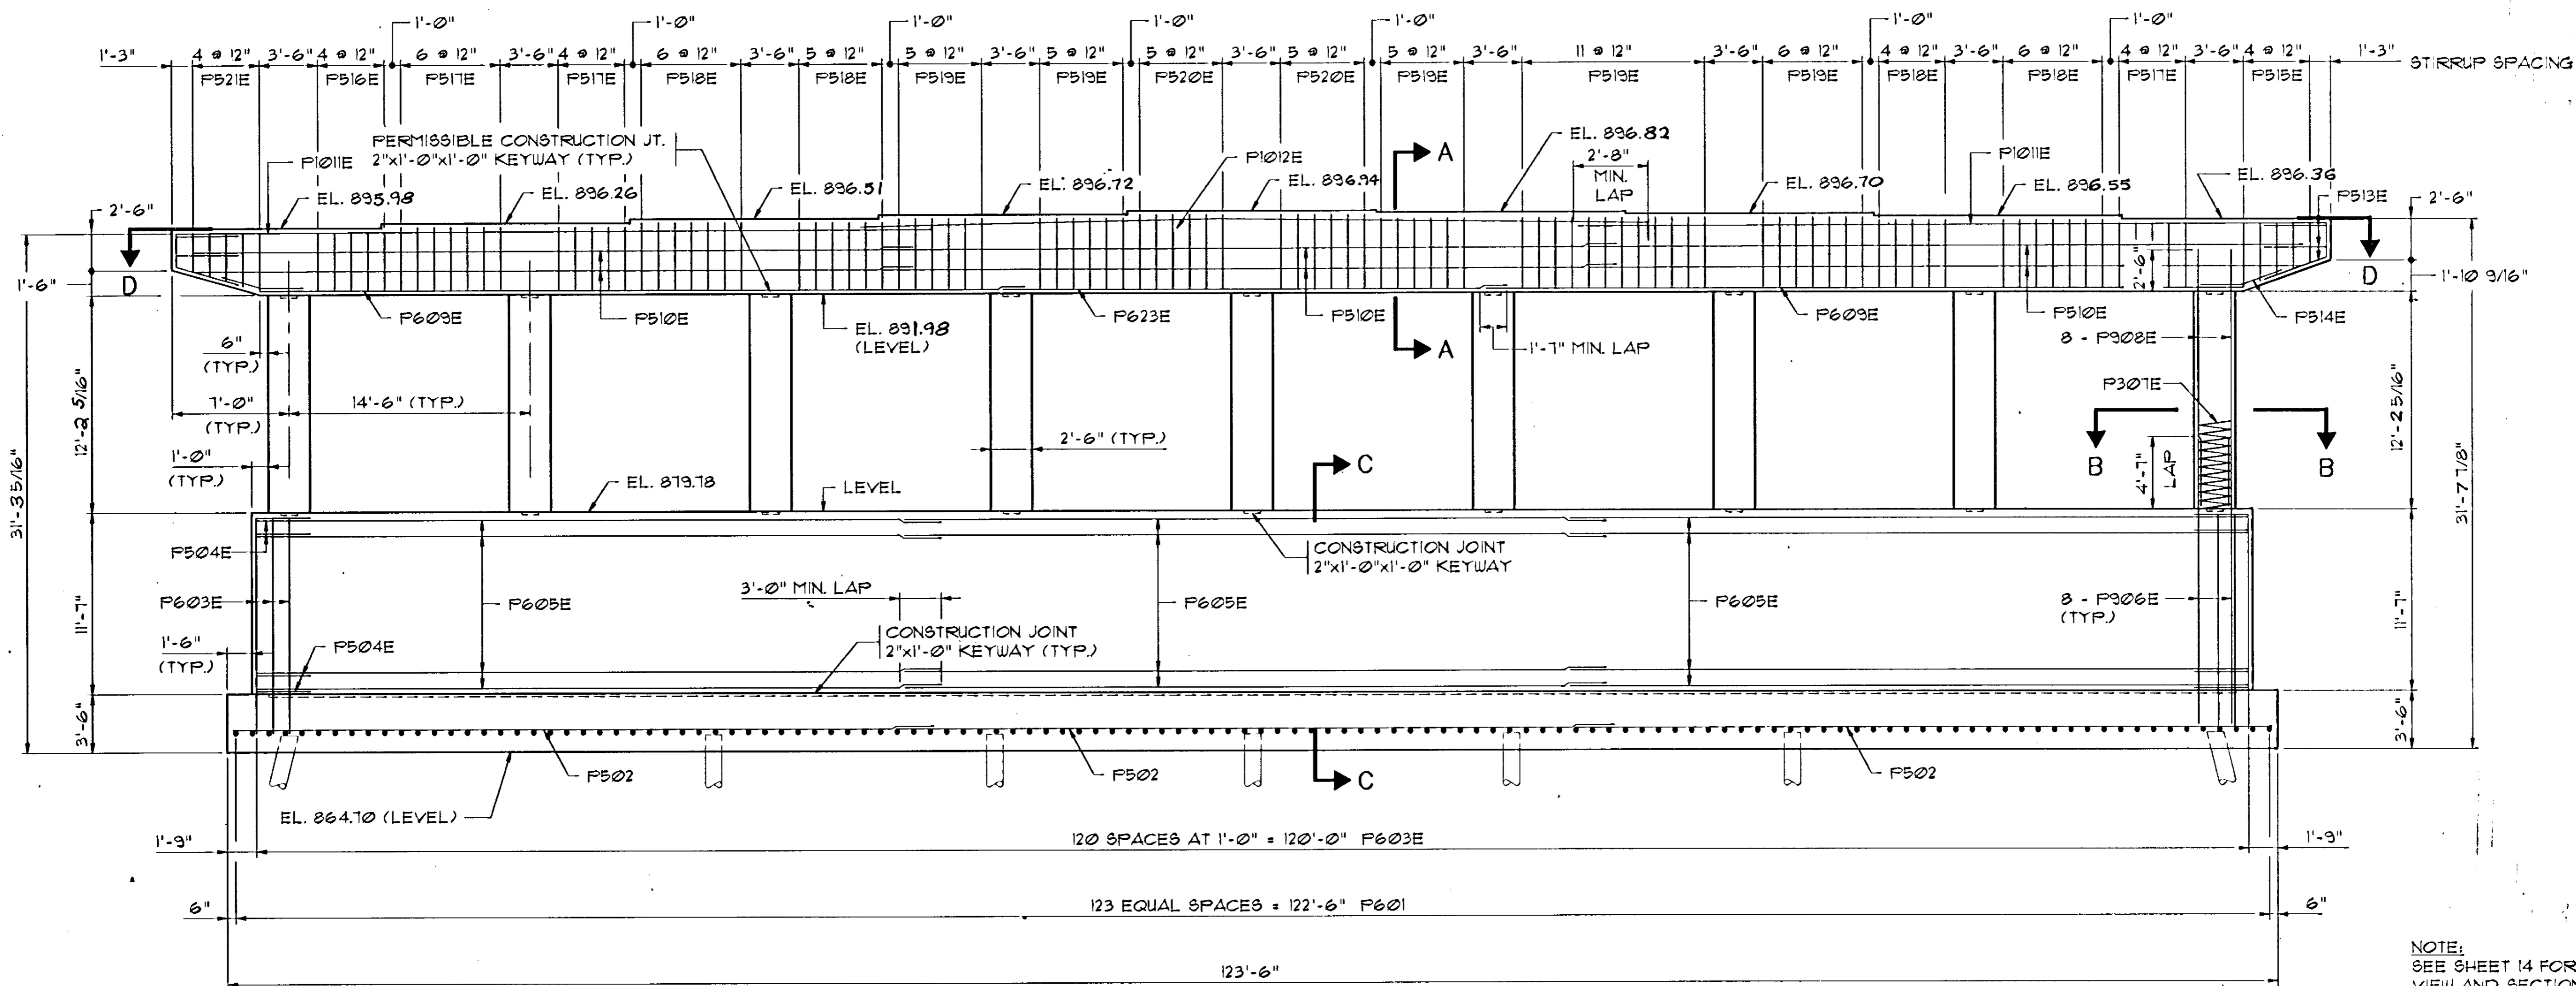 1'-0" 1'-0" 1'-0" 1'-0" 1'-0" 1'-0" 1'-0"
1'-3" 4 @ 12" 3'-6" 4 @ 12" 6 @ 12" 3'-6" 4 @ 12" 6 @ 12" 3'-6" 5 @ 12" 5 @ 12" 3'-6" 5 @ 12" 5 @ 12" 3'-6" 5 @ 12" 5 @ 12" 3'-6" 11 @ 12" 3'-6" 6 @ 12" 4 @ 12" 3'-6" 6 @ 12" 4 @ 12" 3'-6" 4 @ 12" 1'-3"
STIRRUP SPACING
P521E P516E P517E P517E P518E P518E P519E P519E P520E P520E P519E P519E P519E P518E P518E P517E P515E
PERMISSIBLE CONSTRUCTION JT.
2"x1'-0"x1'-0" KEYWAY (TYP.)
P1011E
P1012E
A
EL. 896.82
2'-8"
MIN.
LAP
P1011E
EL. 895.98
EL. 896.26
EL. 896.51
EL. 896.72
EL. 896.94
EL. 896.70
EL. 896.55
EL. 896.36
P513E
2'-6"
2'-6"
D
D
1'-6"
2'-6"
1'-10 9/16"
P609E
P510E
EL. 891.98
(LEVEL)
P623E
P510E
A
1'-7" MIN. LAP
P609E
P510E
P514E
8 - P908E
6"
(TYP.)
P307E
7'-0"
(TYP.)
14'-6" (TYP.)
12'-2 5/16"
12'-2 5/16"
2'-6" (TYP.)
1'-0"
(TYP.)
C
B
B
4'-7"
LAP
EL. 879.78
LEVEL
31'-3 5/16"
31'-7 7/8"
P504E
CONSTRUCTION JOINT
2"x1'-0"x1'-0" KEYWAY
P603E
P605E
3'-0" MIN. LAP
P605E
P605E
8 - P906E
(TYP.)
11'-7"
11'-7"
1'-6"
(TYP.)
P504E
CONSTRUCTION JOINT
2"x1'-0" KEYWAY (TYP.)
3'-6"
3'-6"
P502
P502
C
P502
EL. 864.70 (LEVEL)
1'-9"
120 SPACES AT 1'-0" = 120'-0" P603E
1'-9"
6"
123 EQUAL SPACES = 122'-6" P601
6"
123'-6"
NOTE:
SEE SHEET 14 FOR
VIEW AND SECTION